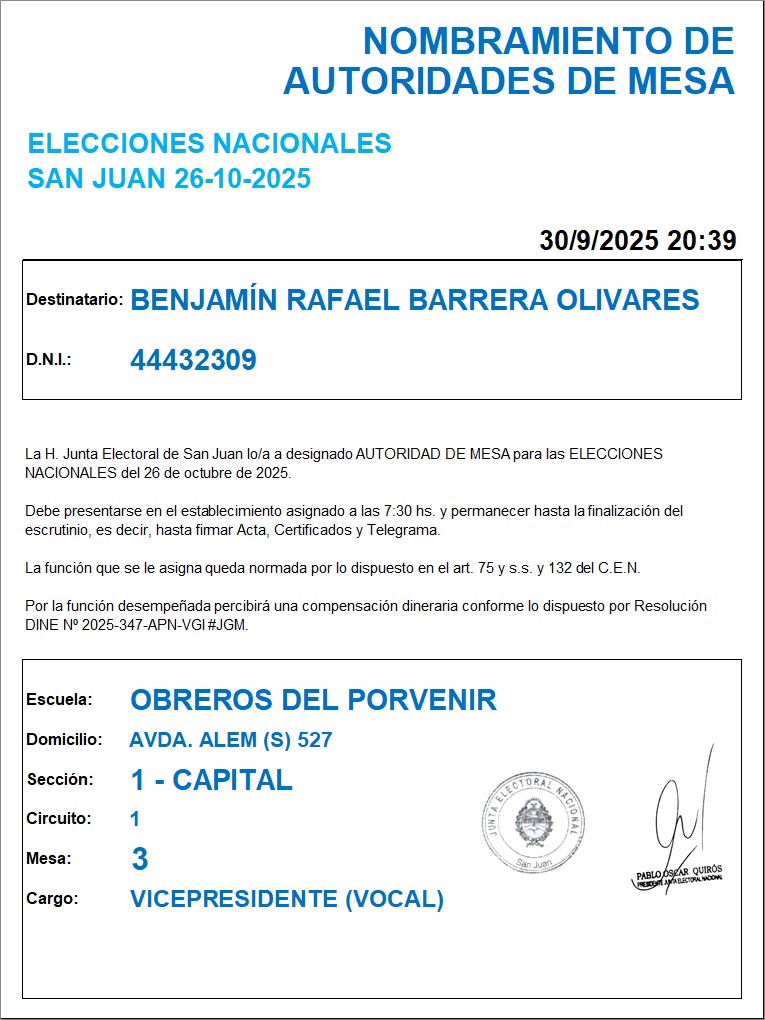 NOMBRAMIENTO DE
AUTORIDADES DE MESA
ELECCIONES NACIONALES
SAN JUAN 26-10-2025
30/9/2025 20:39
Destinatario: BENJAMÍN RAFAEL BARRERA OLIVARES
D.N.I.: 44432309
La H. Junta Electoral de San Juan lo/a a designado AUTORIDAD DE MESA para las ELECCIONES
NACIONALES del 26 de octubre de 2025.
Debe presentarse en el establecimiento asignado a las 7:30 hs. y permanecer hasta la finalización del
escrutinio, es decir, hasta firmar Acta, Certificados y Telegrama.
La función que se le asigna queda normada por lo dispuesto en el art. 75 y s.s. y 132 del C.E.N.
Por la función desempeñada percibirá una compensación dineraria conforme lo dispuesto por Resolución
DINE Nº 2025-347-APN-VGI#JGM.
Escuela: OBREROS DEL PORVENIR
Domicilio: AVDA. ALEM (S) 527
Sección: 1 - CAPITAL
Circuito: 1
Mesa: 3
Cargo: VICEPRESIDENTE (VOCAL)
JUNTA ELECTORAL NACIONAL
San Juan
PABLO OSCAR QUIRÓS
PRESIDENTE JUNTA ELECTORAL NACIONAL